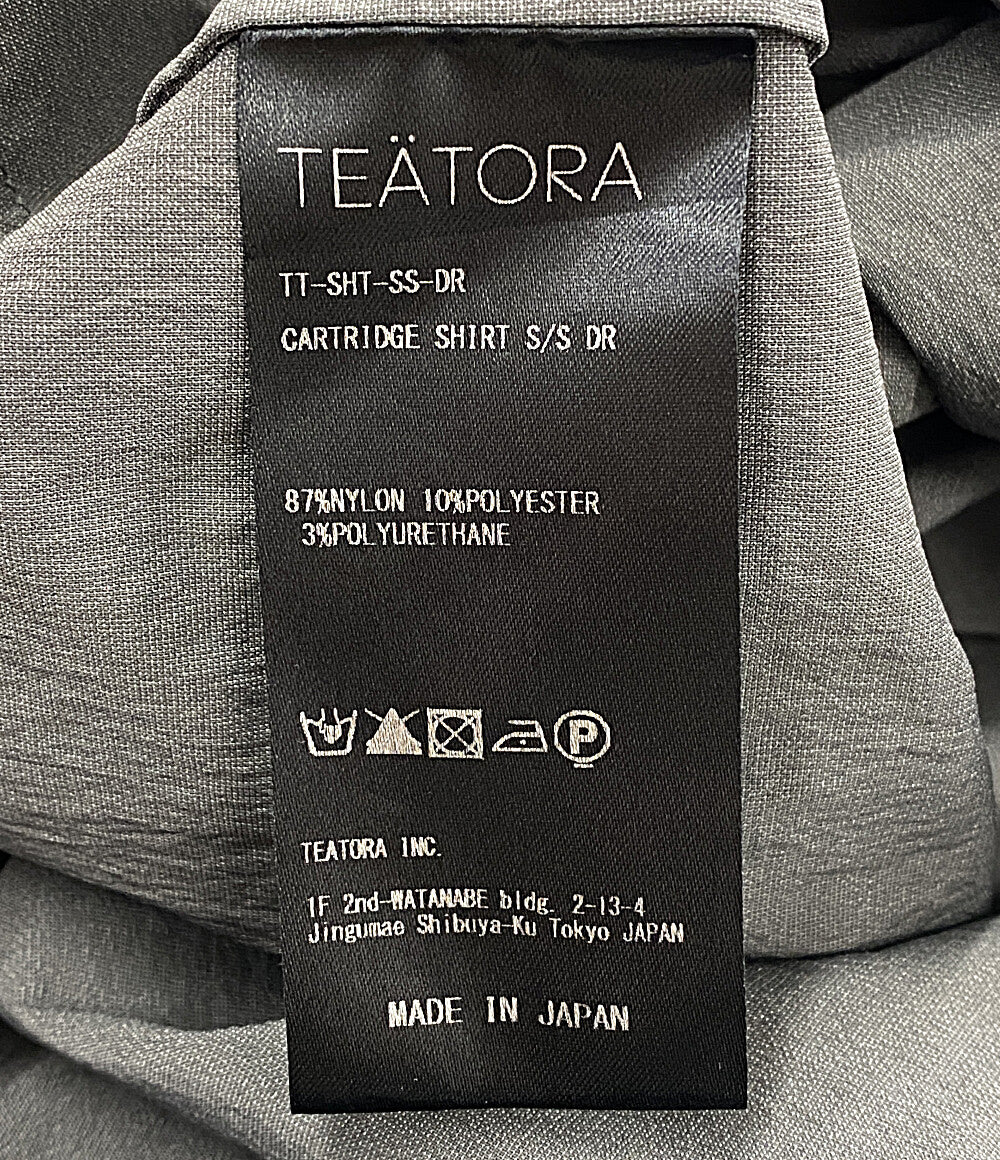 TEÄTORA
TT-SHT-SS-DR
CARTRIDGE SHIRT S/S DR
87%NYLON 10%POLYESTER
3%POLYURETHANE
P
TEATORA INC.
1F 2nd-WATANABE bldg. 2-13-4
Jingumae Shibuya-Ku Tokyo JAPAN
MADE IN JAPAN